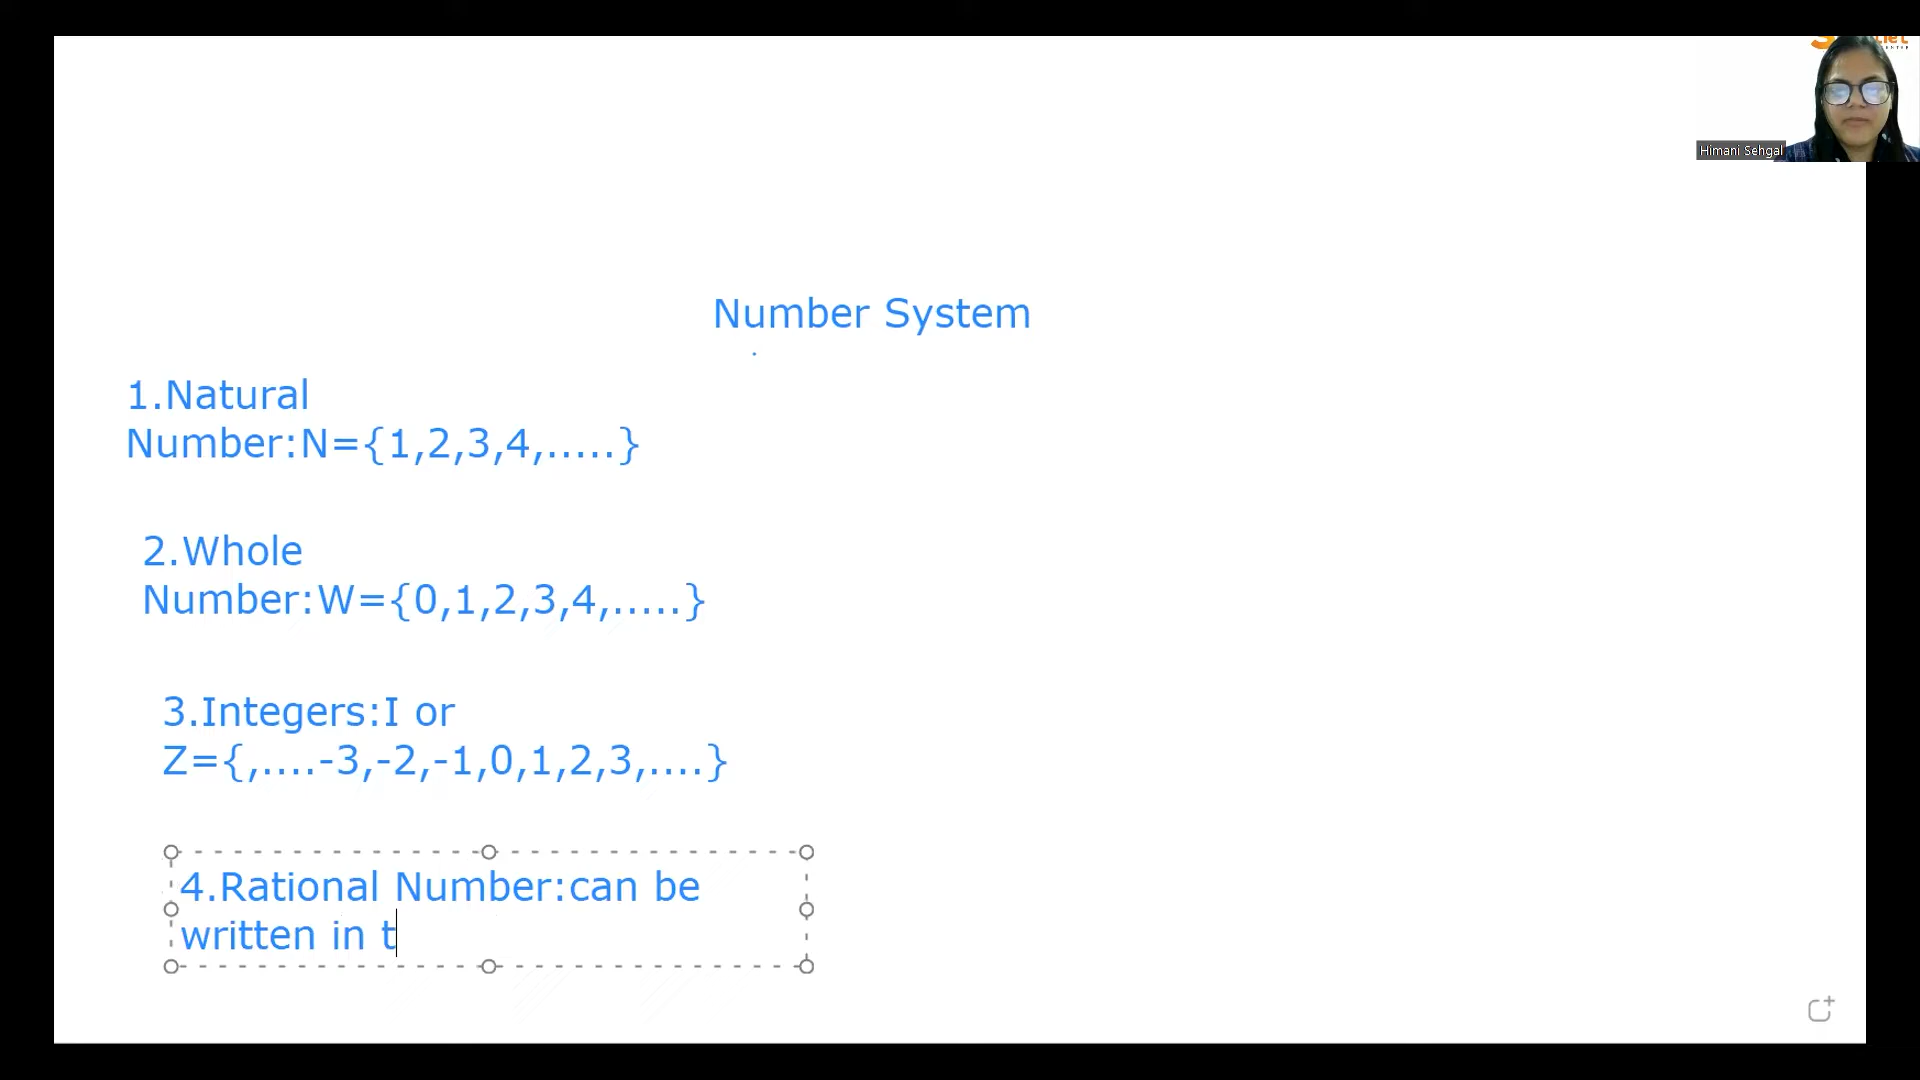 Himani Sehgal
Number System
1.Natural
Number:N={1,2,3,4,.....}
2.Whole
Number:W={0,1,2,3,4,.....}
3.Integers:I or
Z={,....-3,-2,-1,0,1,2,3,....}
4.Rational Number:can be
written in t